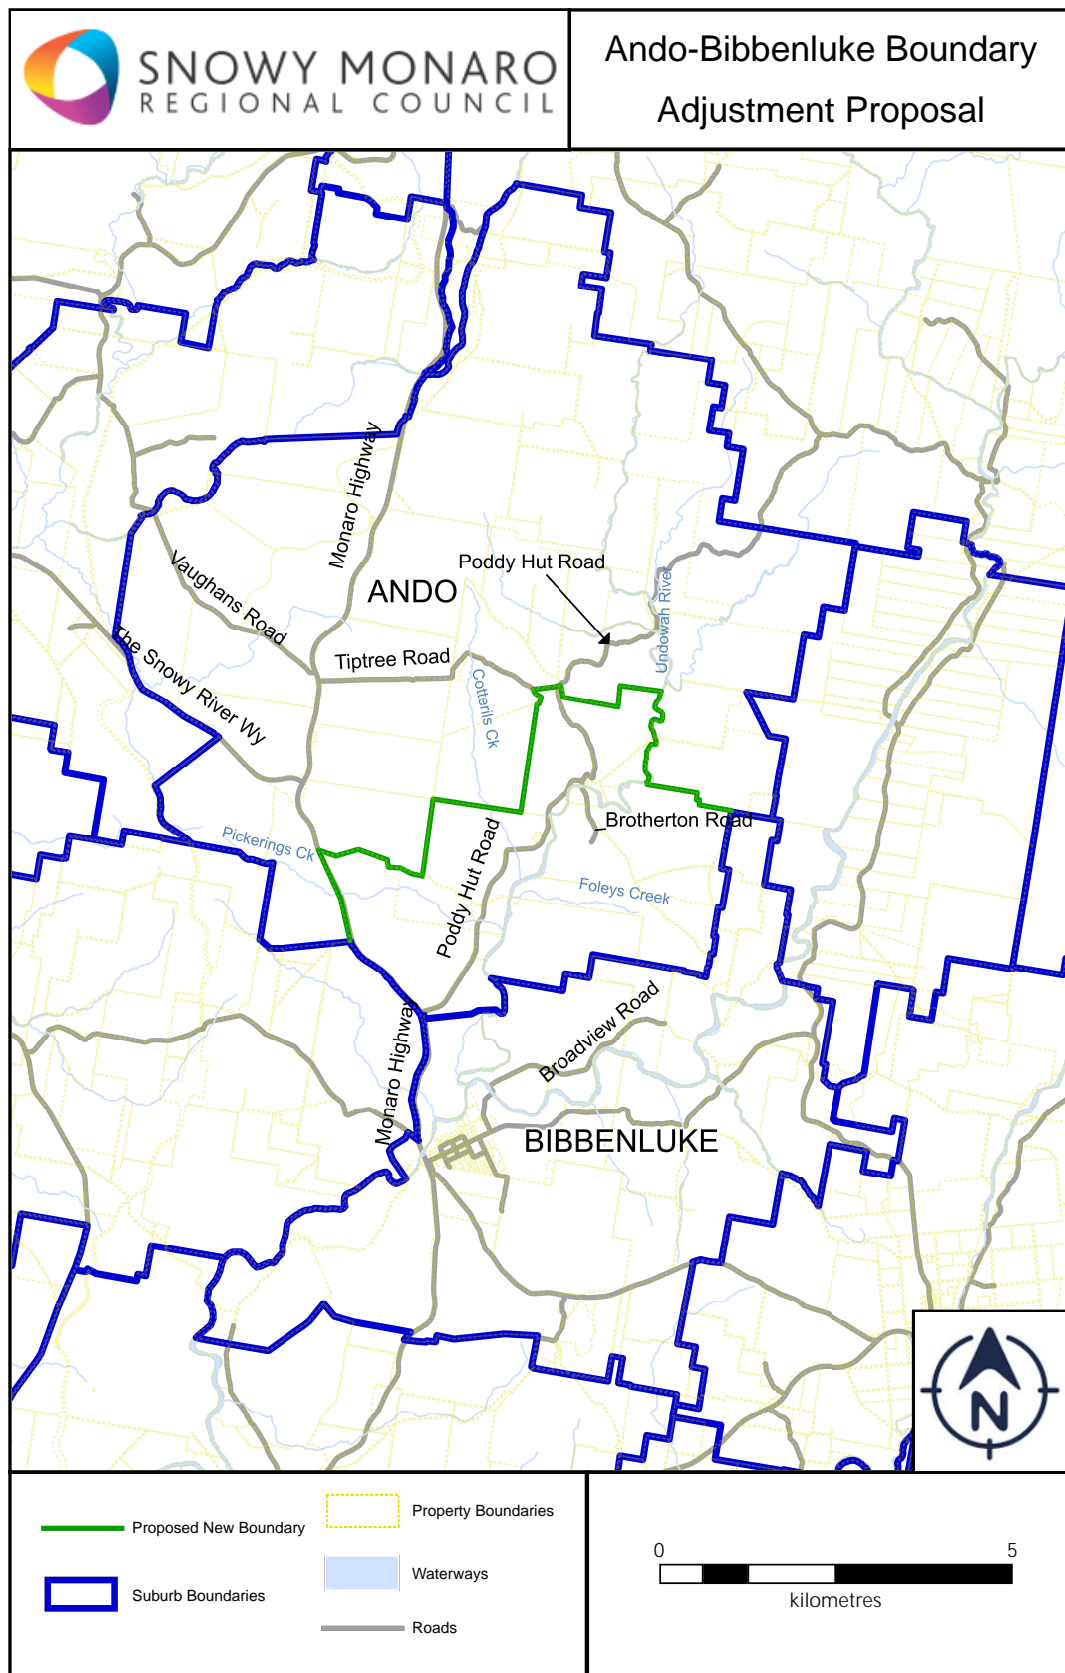 SNOWY MONARO
REGIONAL COUNCIL
Ando-Bibbenluke Boundary
Adjustment Proposal
Monaro Highway
Poddy Hut Road
ANDO
Vaughans Road
Undowah River
The Snowy River Wy
Tiptree Road
Cotterils Ck
Brotherton Road
Pickerings Ck
Poddy Hut Road
Foleys Creek
Broadview Road
Monaro Highway
BIBBENLUKE
N
Proposed New Boundary
Suburb Boundaries
Property Boundaries
Waterways
Roads
0 5
kilometres